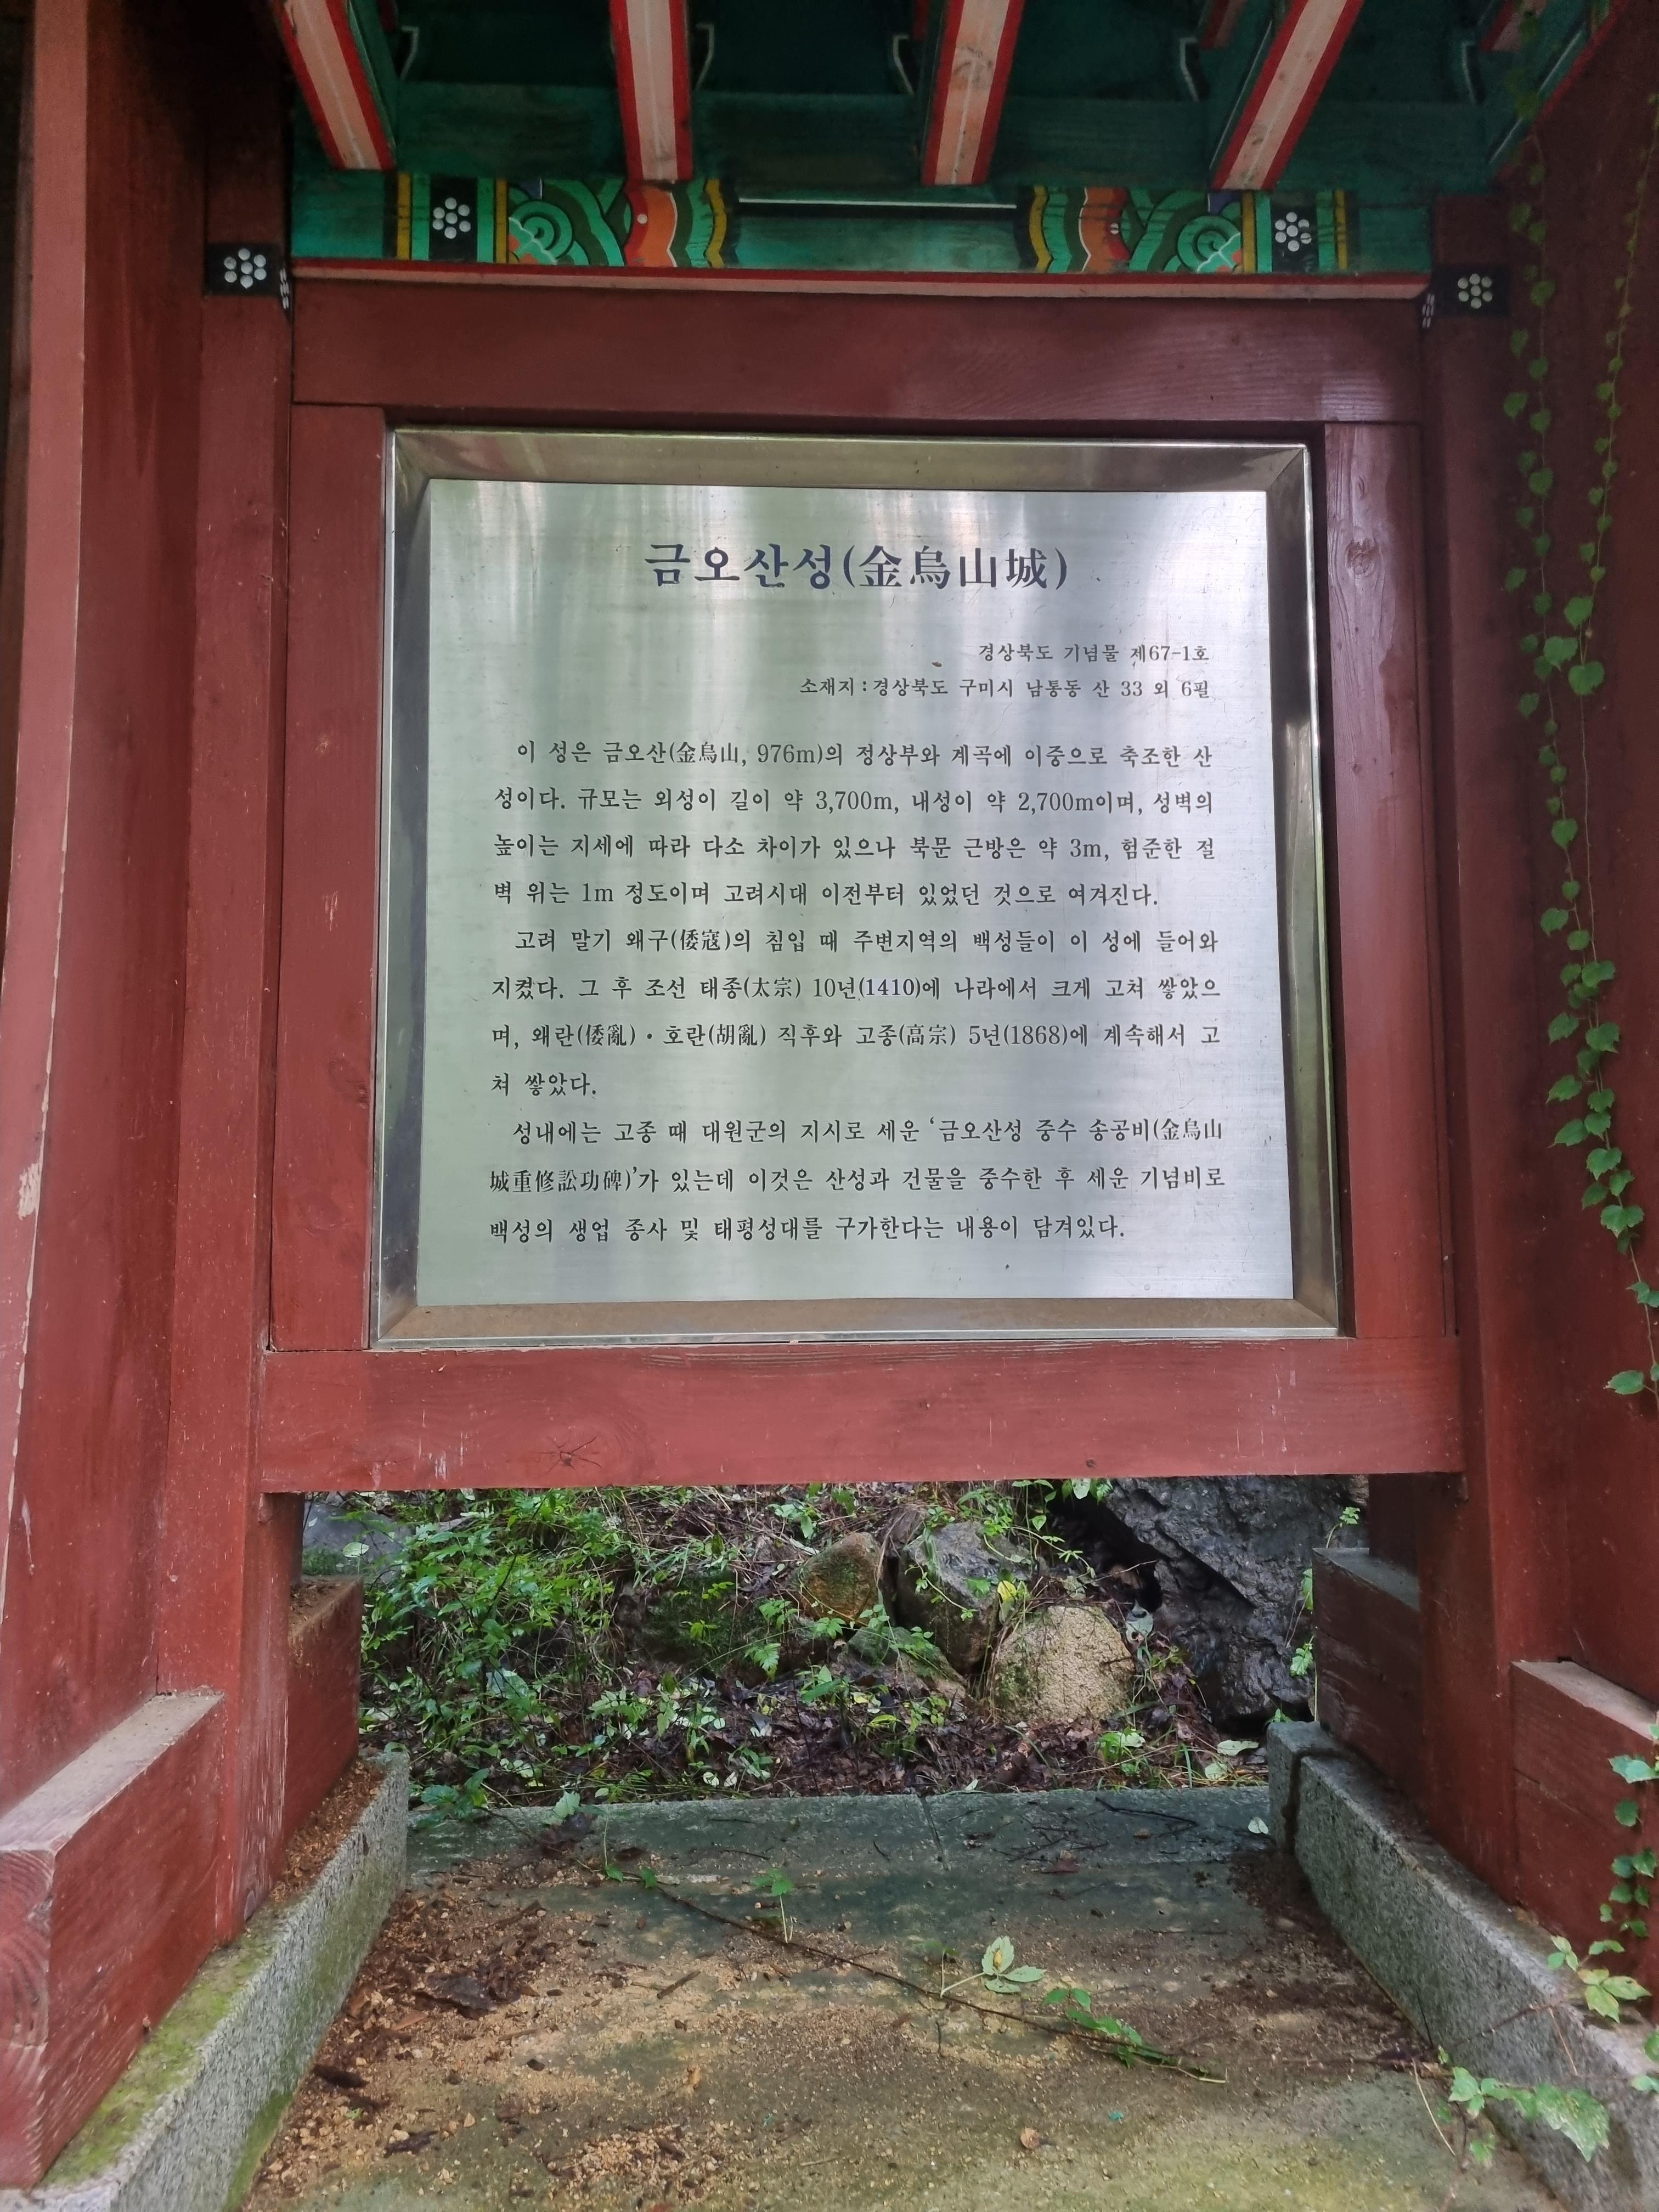 금오산성(金烏山城)
경상북도 기념물 제67-1호
소재지 : 경상북도 구미시 남통동 산 33 외 6필
이 성은 금오산(金烏山, 976m)의 정상부와 계곡에 이중으로 축조한 산
성이다. 규모는 외성이 길이 약 3,700m, 내성이 약 2,700m이며, 성벽의
높이는 지세에 따라 다소 차이가 있으나 북문 근방은 약 3m, 험준한 절
벽 위는 1m 정도이며 고려시대 이전부터 있었던 것으로 여겨진다.
고려 말기 왜구(倭寇)의 침입 때 주변지역의 백성들이 이 성에 들어와
지켰다. 그 후 조선 태종(太宗) 10년(1410)에 나라에서 크게 고쳐 쌓았으
며, 왜란(倭亂)·호란(胡亂) 직후와 고종(高宗) 5년(1868)에 계속해서 고
쳐 쌓았다.
성내에는 고종 때 대원군의 지시로 세운 ‘금오산성 중수 송공비(金烏山
城重修訟功碑)’가 있는데 이것은 산성과 건물을 중수한 후 세운 기념비로
백성의 생업 종사 및 태평성대를 구가한다는 내용이 담겨있다.